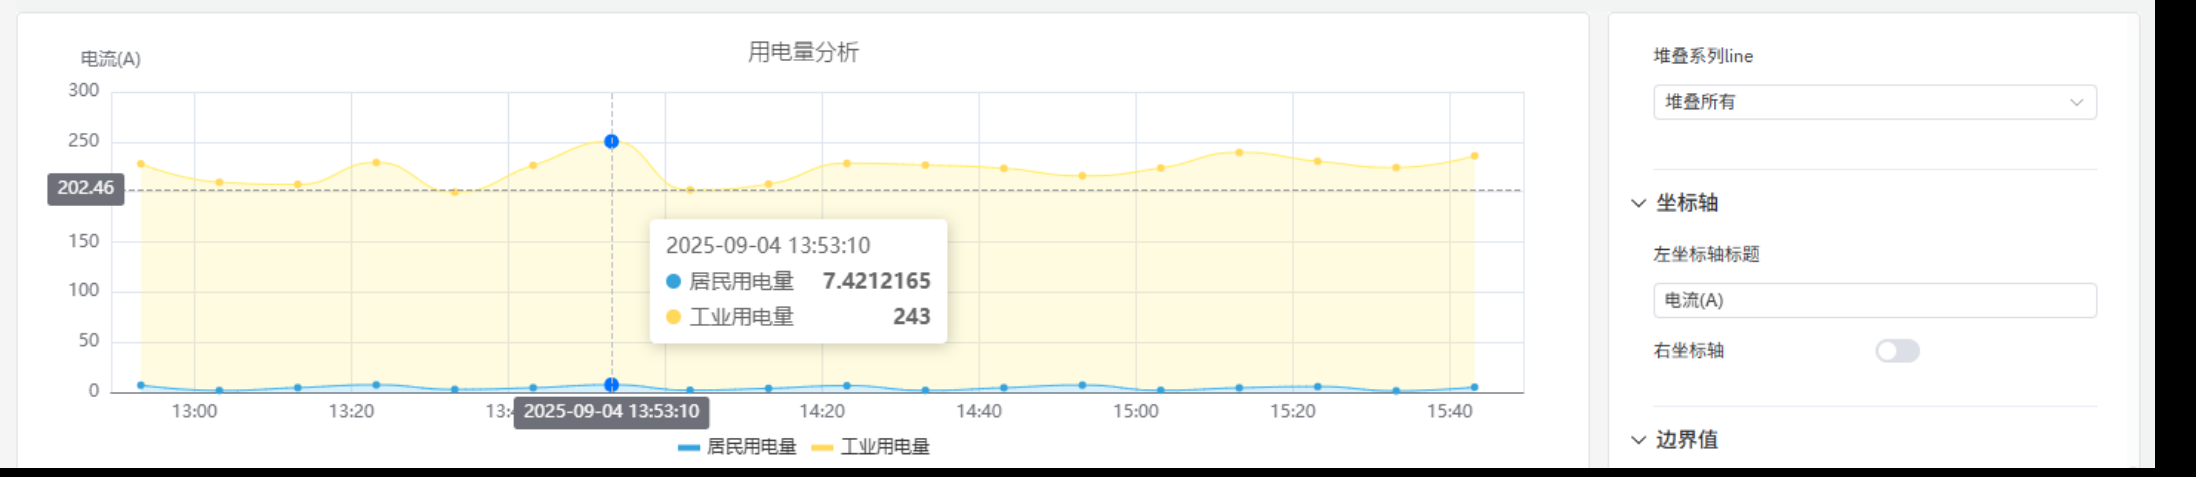 用电量分析
电流(A)
300
250
202.46
150
100
50
0
2025-09-04 13:53:10
居民用电量 7.4212165
工业用电量 243
13:00 13:20 13:4 2025-09-04 13:53:10 14:20 14:40 15:00 15:20 15:40
居民用电量 工业用电量
堆叠系列line
堆叠所有
坐标轴
左坐标轴标题
电流(A)
右坐标轴
边界值